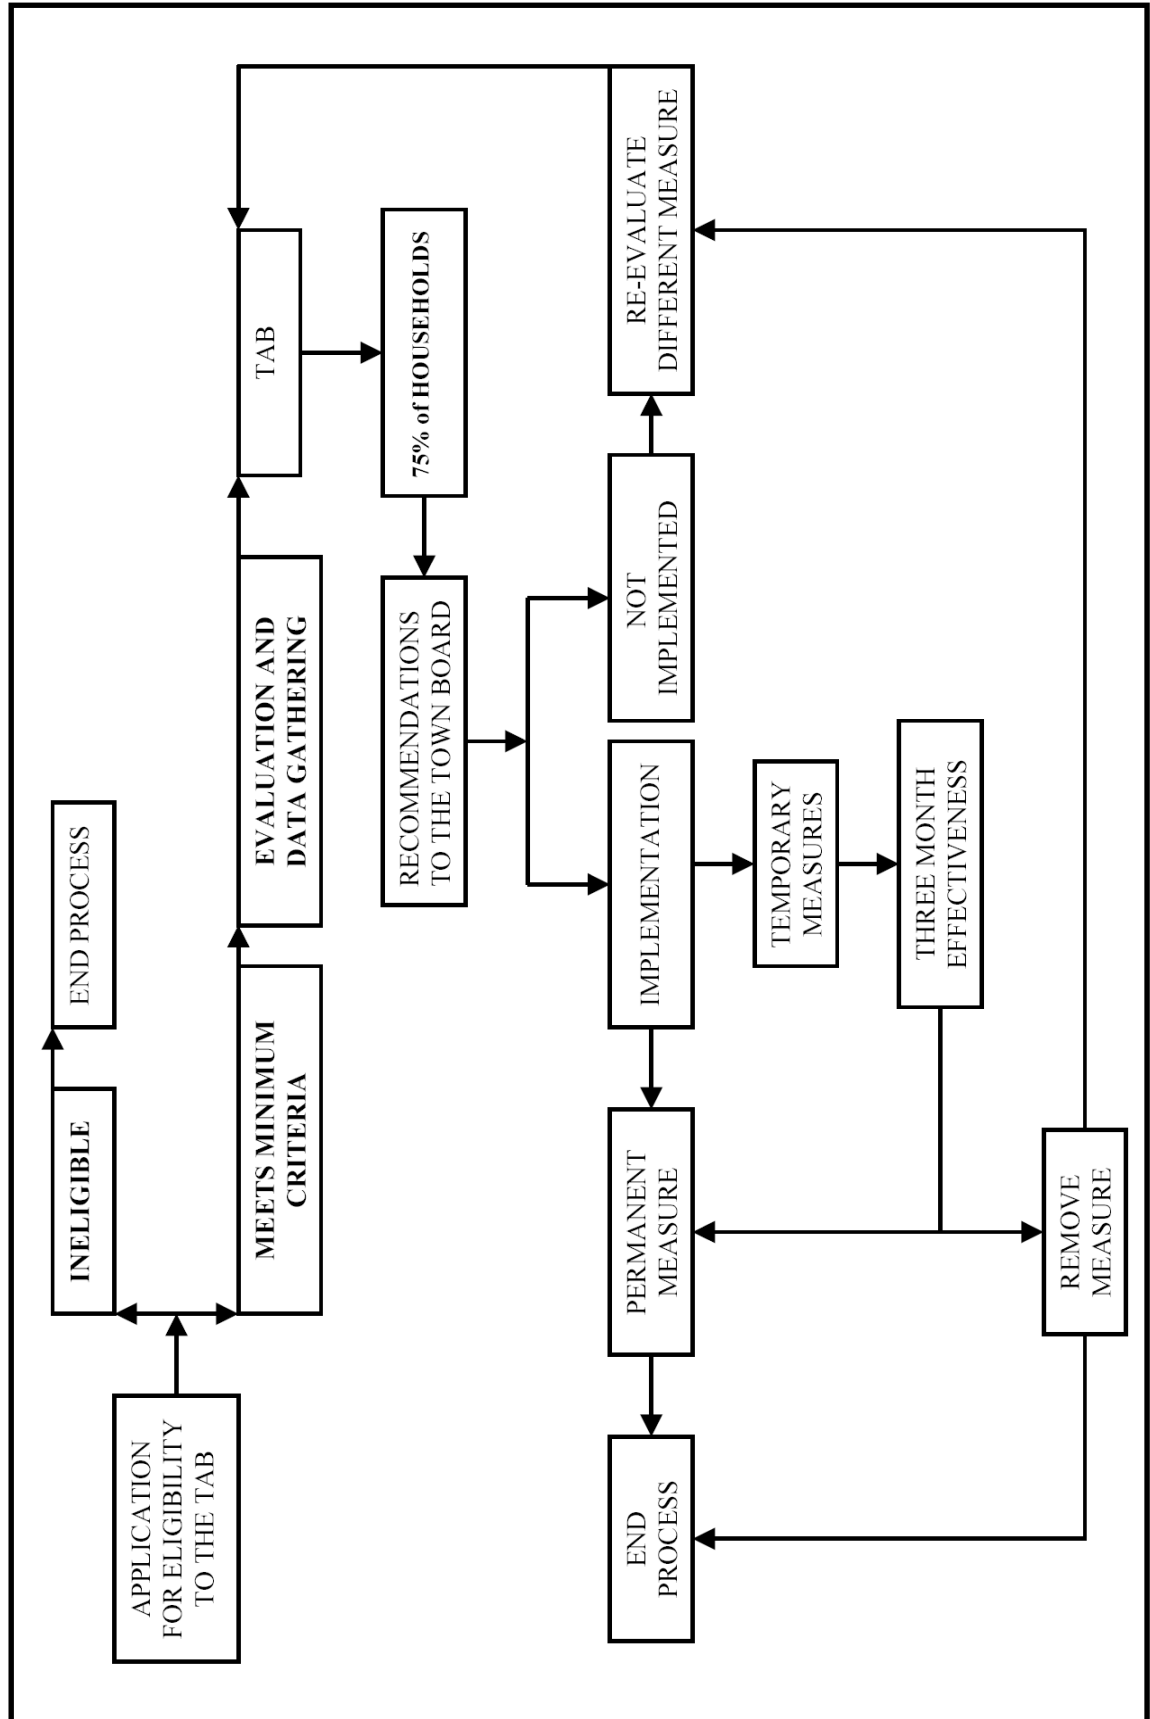 APPLICATION
FOR ELIGIBILITY
TO THE TAB
INELIGIBLE
END PROCESS
MEETS MINIMUM
CRITERIA
EVALUATION AND
DATA GATHERING
TAB
75% of HOUSEHOLDS
RECOMMENDATIONS
TO THE TOWN BOARD
END
PROCESS
PERMANENT
MEASURE
IMPLEMENTATION
NOT
IMPLEMENTED
RE-EVALUATE
DIFFERENT MEASURE
TEMPORARY
MEASURES
THREE MONTH
EFFECTIVENESS
REMOVE
MEASURE